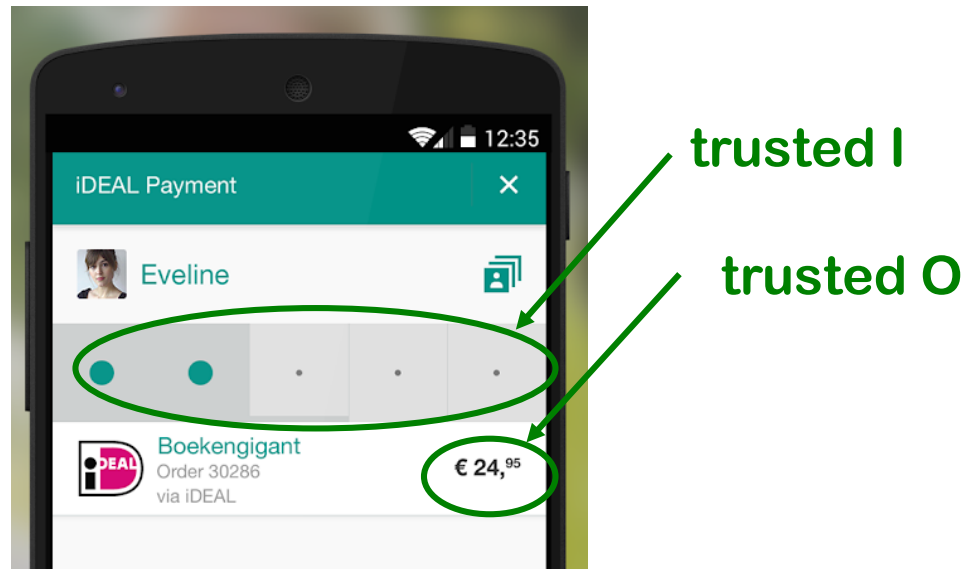 12:35
iDEAL Payment
trusted I
Eveline
trusted O
iDEAL
Boekengigant
Order 30286
via iDEAL
€ 24,95